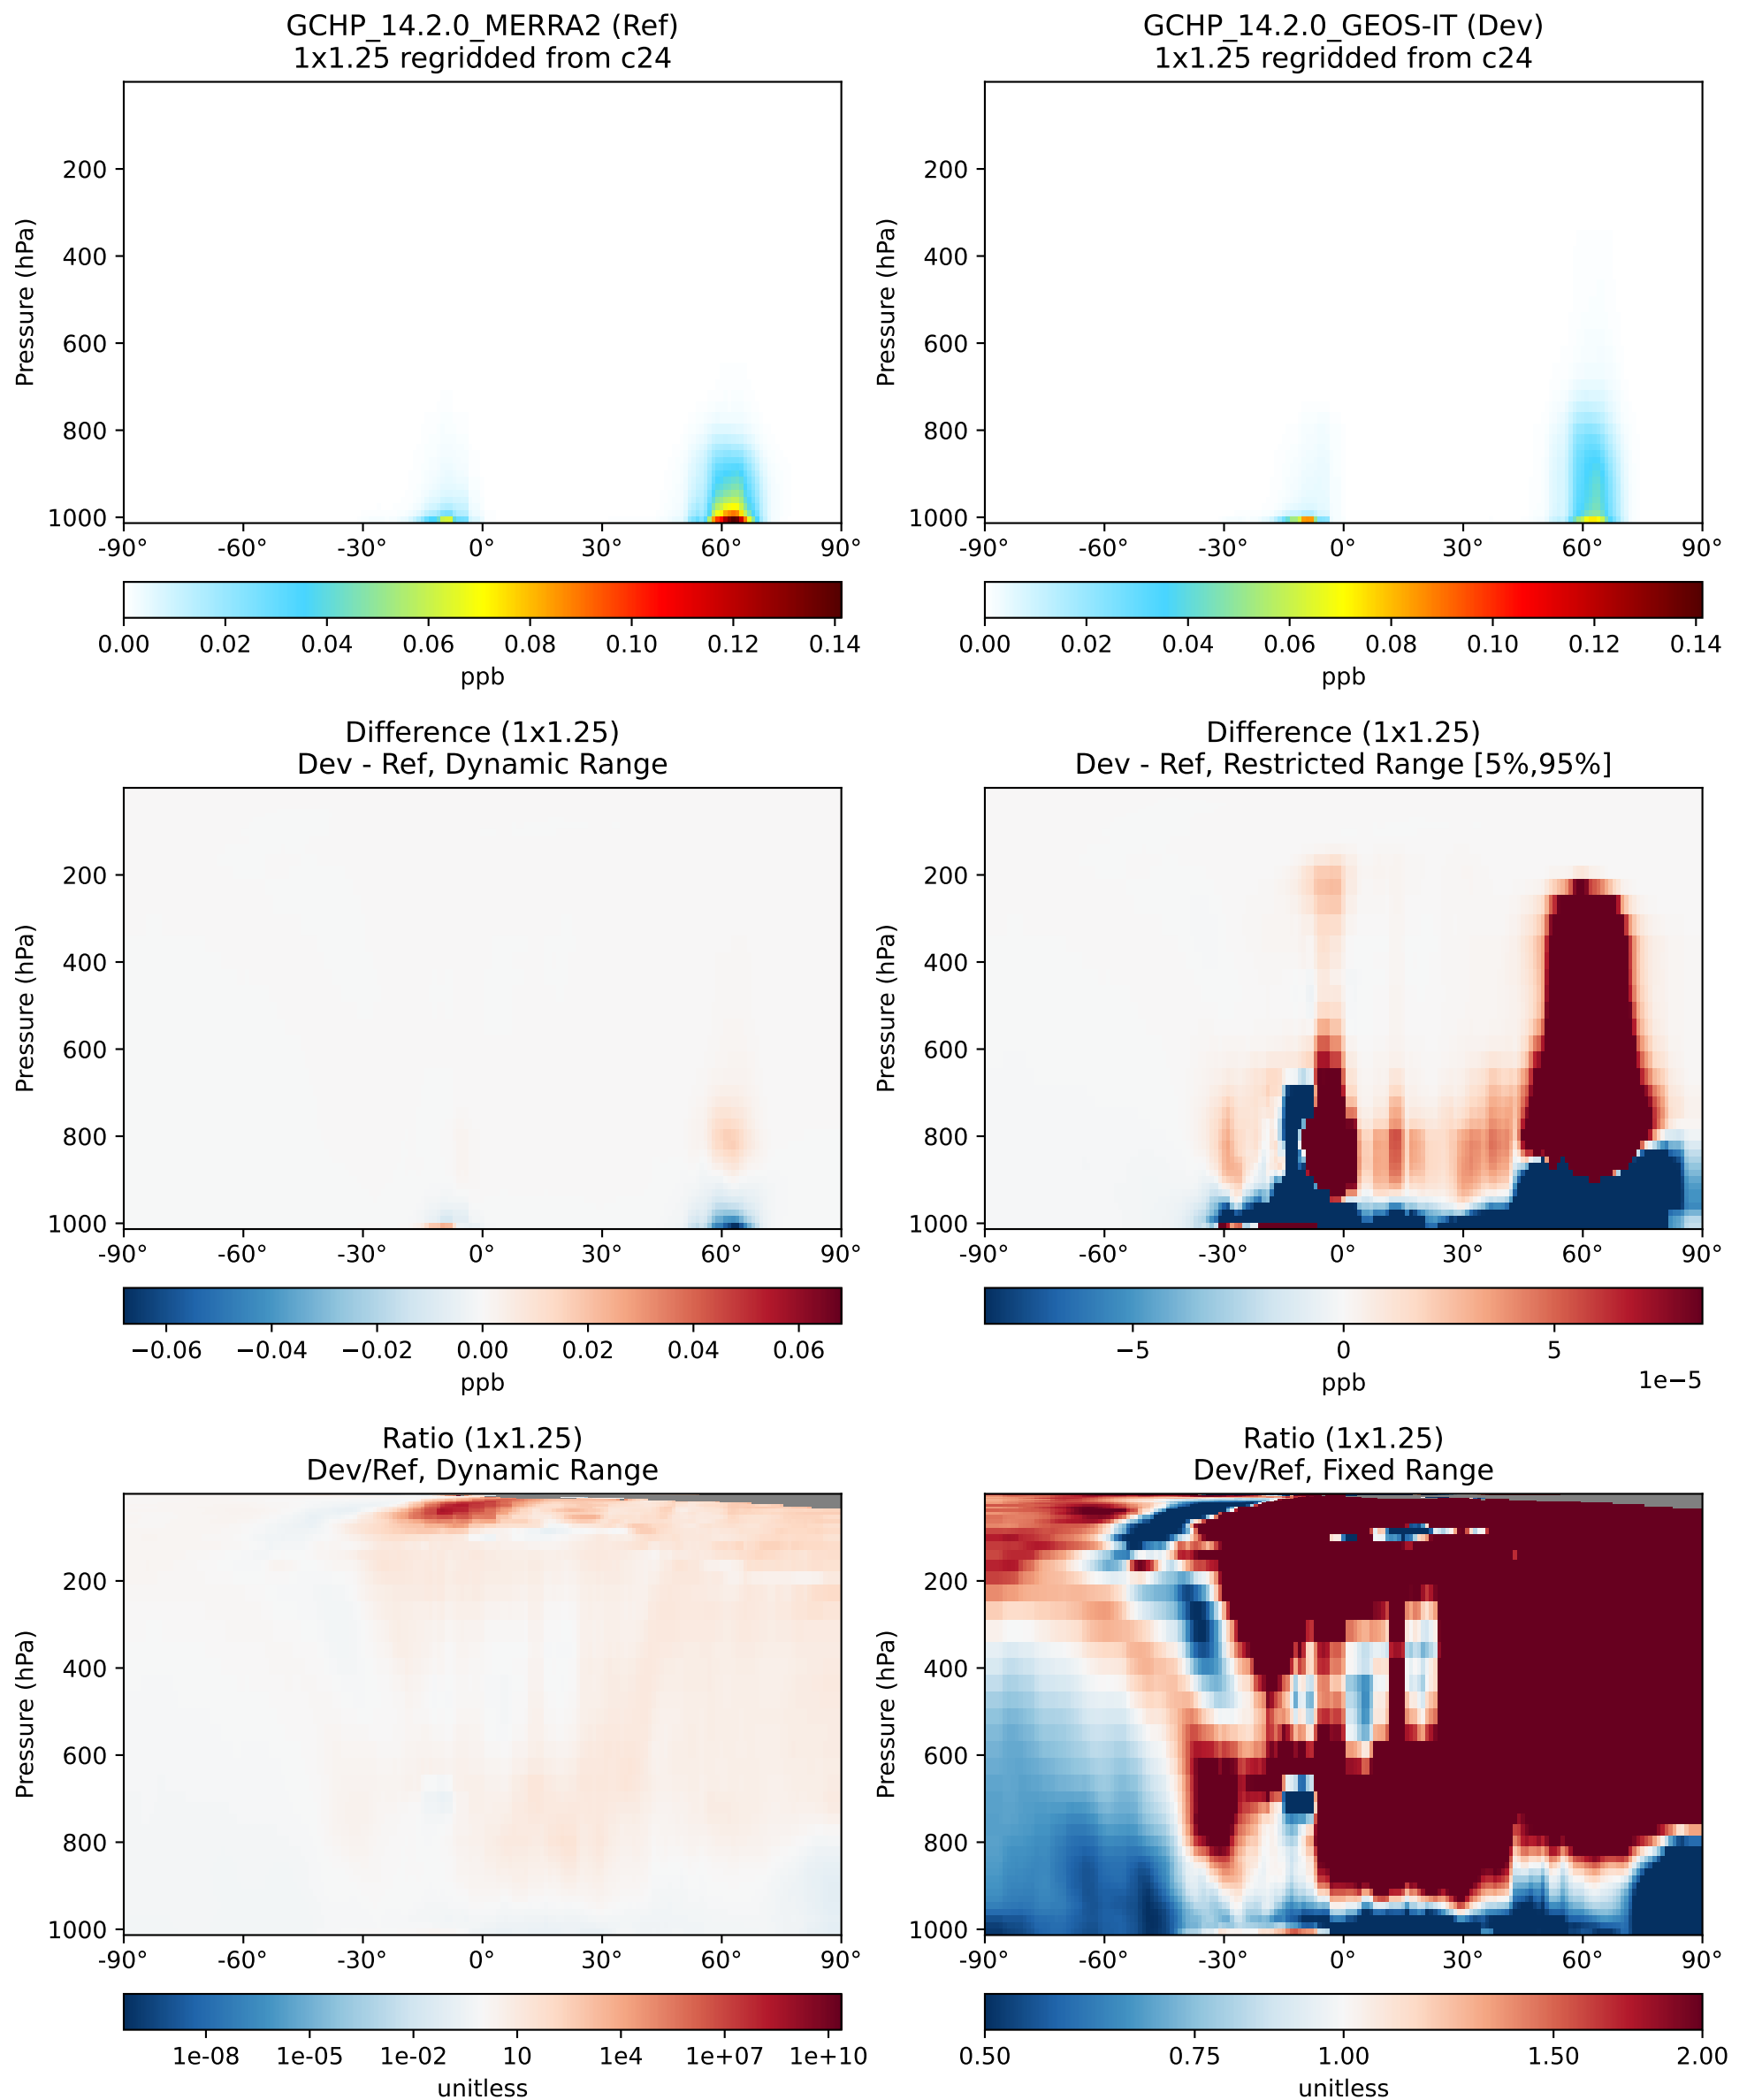 GCHP_14.2.0_MERRA2 (Ref)
1x1.25 regridded from c24
Pressure (hPa)
200
400
600
800
1000
-90° -60° -30° 0° 30° 60° 90°
0.00 0.02 0.04 0.06 0.08 0.10 0.12 0.14
ppb
GCHP_14.2.0_GEOS-IT (Dev)
1x1.25 regridded from c24
Pressure (hPa)
200
400
600
800
1000
-90° -60° -30° 0° 30° 60° 90°
0.00 0.02 0.04 0.06 0.08 0.10 0.12 0.14
ppb
Difference (1x1.25)
Dev - Ref, Dynamic Range
Pressure (hPa)
200
400
600
800
1000
-90° -60° -30° 0° 30° 60° 90°
−0.06 −0.04 −0.02 0.00 0.02 0.04 0.06
ppb
Difference (1x1.25)
Dev - Ref, Restricted Range [5%,95%]
Pressure (hPa)
200
400
600
800
1000
-90° -60° -30° 0° 30° 60° 90°
−5 0 5
ppb
1e−5
Ratio (1x1.25)
Dev/Ref, Dynamic Range
Pressure (hPa)
200
400
600
800
1000
-90° -60° -30° 0° 30° 60° 90°
1e-08 1e-05 1e-02 10 1e+04 1e+07 1e+10
unitless
Ratio (1x1.25)
Dev/Ref, Fixed Range
Pressure (hPa)
200
400
600
800
1000
-90° -60° -30° 0° 30° 60° 90°
0.50 0.75 1.00 1.50 2.00
unitless